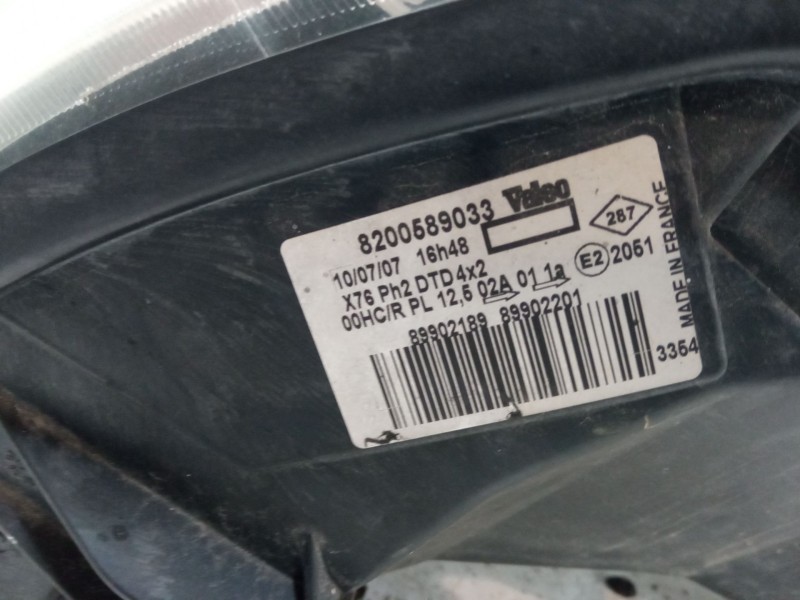 8200589033 Valeo
287
10/07/07 16h48
X76 Ph2 DTD 4x2
E2 2051
00HC/R PL 12,5 02A 01 1a
89902189 89902201
3354
MADE IN FRANCE